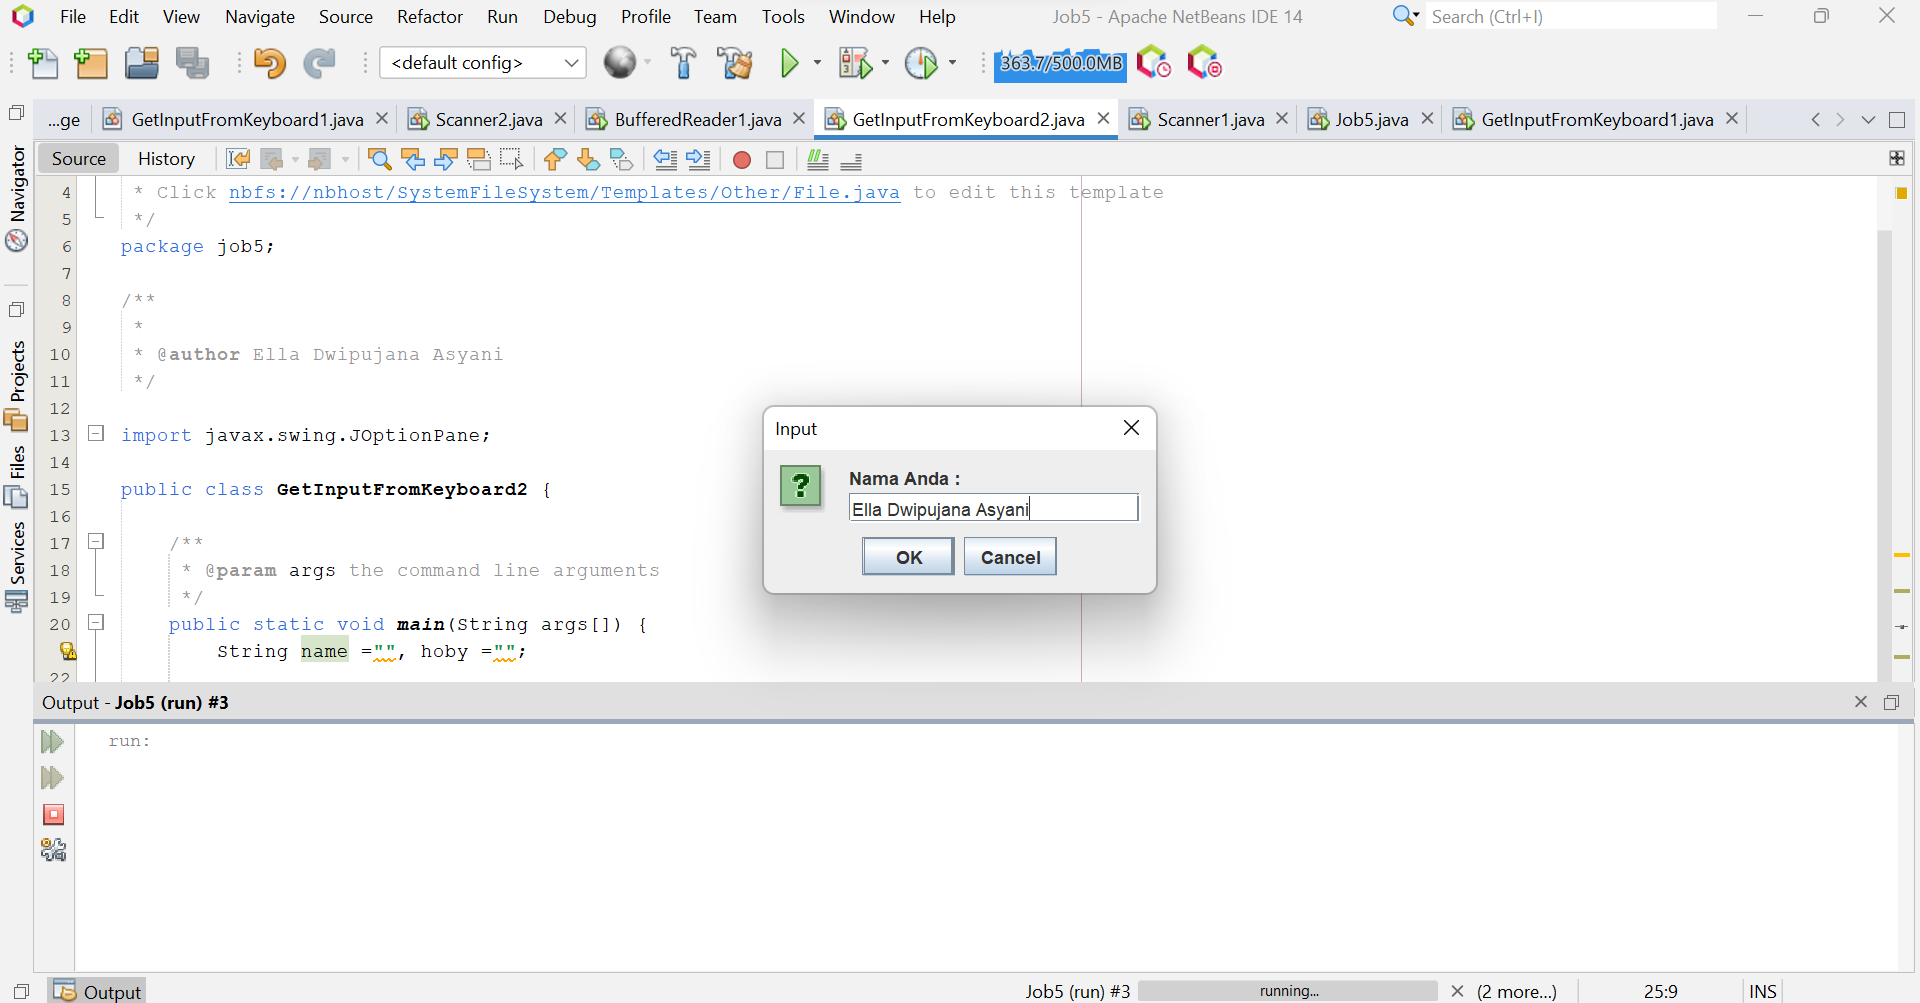 File Edit View Navigate Source Refactor Run Debug Profile Team Tools Window Help Job5 - Apache NetBeans IDE 14 Search (Ctrl+I)
<default config> 363.7/500.0MB
...ge GetInputFromKeyboard1.java Scanner2.java BufferedReader1.java GetInputFromKeyboard2.java Scanner1.java Job5.java GetInputFromKeyboard1.java
Source History
Navigator
Projects
Files
Services
4 * Click nbfs://nbhost/SystemFileSystem/Templates/Other/File.java to edit this template
5 */
6 package job5;
7
8 /**
9 *
10 * @author Ella Dwipujana Asyani
11 */
12
13 import javax.swing.JOptionPane;
14
15 public class GetInputFromKeyboard2 {
16
17 /**
18 * @param args the command line arguments
19 */
20 public static void main(String args[]) {
String name ="", hoby ="";
22
Input
Nama Anda :
Ella Dwipujana Asyani
OK Cancel
Output - Job5 (run) #3
run:
Output Job5 (run) #3 running... (2 more...) 25:9 INS